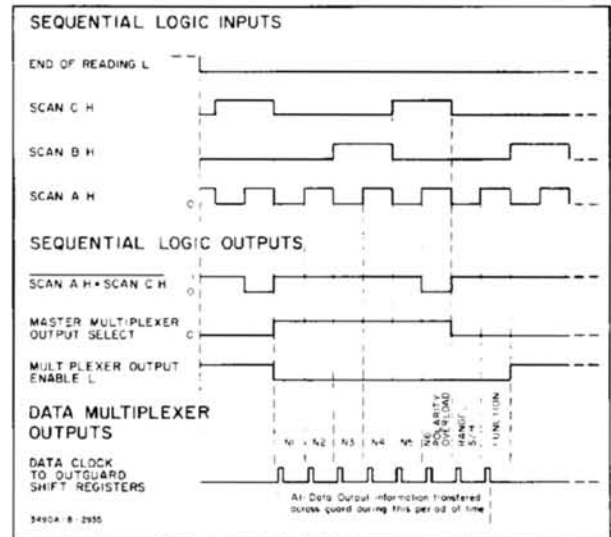 SEQUENTIAL LOGIC INPUTS
END OF READING L
SCAN C H
SCAN B H
SCAN A H
0
SEQUENTIAL LOGIC OUTPUTS
SCAN A H • SCAN C H
1
0
MASTER MULTIPLEXER
OUTPUT SELECT
0
MULTIPLEXER OUTPUT
ENABLE L
DATA MULTIPLEXER
OUTPUTS
N1
N2
N3
N4
N5
N6
POLARITY
OVERLOAD
RANGE,
S/H
FUNCTION
DATA CLOCK
TO OUTGUARD
SHIFT REGISTERS
All Data Output information transfered
across guard during this period of time
3490A-B-2935